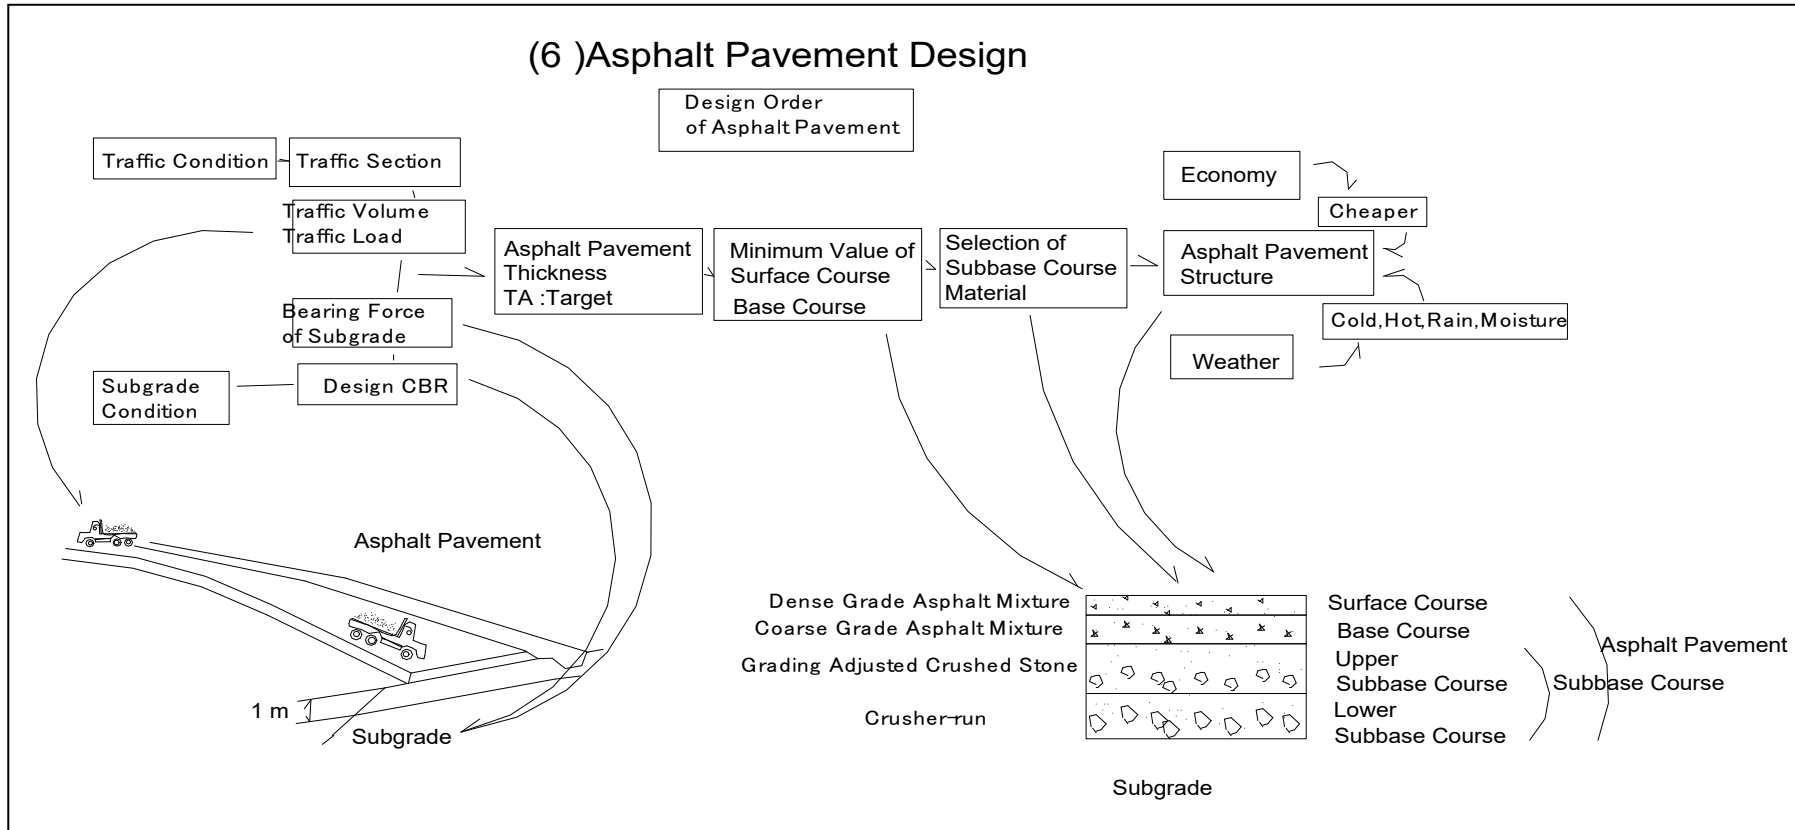 (6 )Asphalt Pavement Design
Design Order
of Asphalt Pavement
Traffic Condition
Traffic Section
Traffic Volume
Traffic Load
Bearing Force
of Subgrade
Subgrade
Condition
Design CBR
Asphalt Pavement
Thickness
TA :Target
Minimum Value of
Surface Course
Base Course
Selection of
Subbase Course
Material
Economy
Cheaper
Asphalt Pavement
Structure
Cold,Hot,Rain,Moisture
Weather
Asphalt Pavement
1 m
Subgrade
Dense Grade Asphalt Mixture
Coarse Grade Asphalt Mixture
Grading Adjusted Crushed Stone
Crusher-run
Surface Course
Base Course
Upper
Subbase Course
Lower
Subbase Course
Subbase Course
Asphalt Pavement
Subgrade